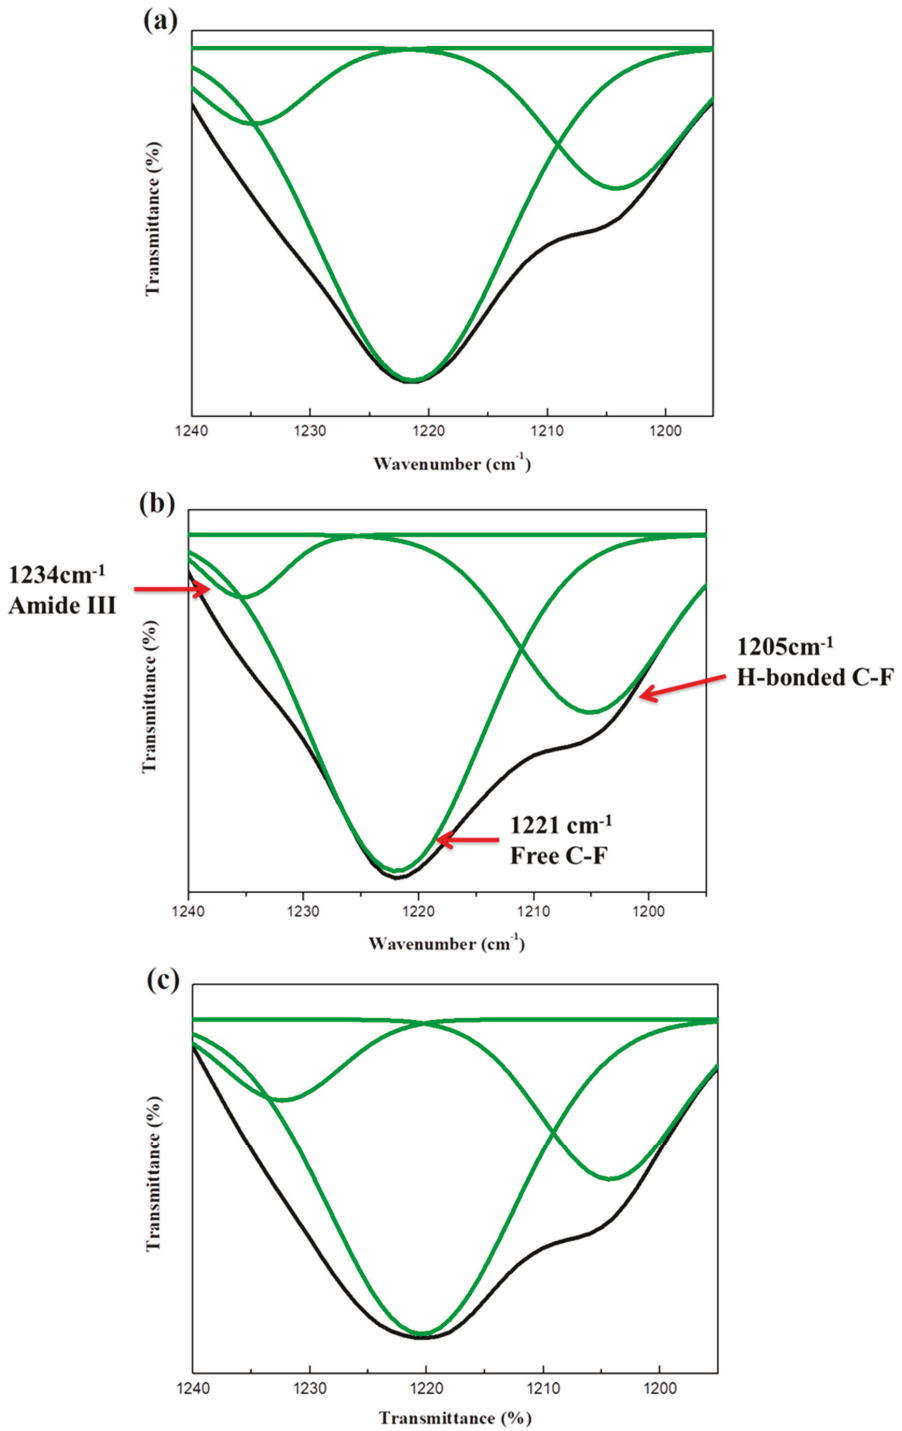 (a)
Transmittance (%)
1240 1230 1220 1210 1200
Wavenumber (cm-1)
(b)
1234cm-1
Amide III
Transmittance (%)
1205cm-1
H-bonded C-F
1221 cm-1
Free C-F
1240 1230 1220 1210 1200
Wavenumber (cm-1)
(c)
Transmittance (%)
1240 1230 1220 1210 1200
Transmittance (%)